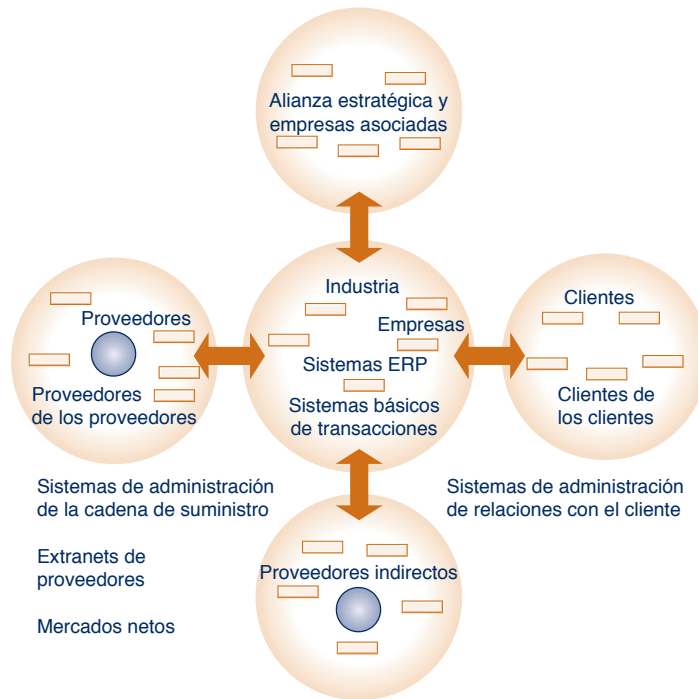 Alianza estratégica y
empresas asociadas
Industria
Empresas
Sistemas ERP
Sistemas básicos
de transacciones
Proveedores
Proveedores
de los proveedores
Clientes
Clientes de
los clientes
Sistemas de administración
de la cadena de suministro
Extranets de
proveedores
Mercados netos
Sistemas de administración
de relaciones con el cliente
Proveedores indirectos